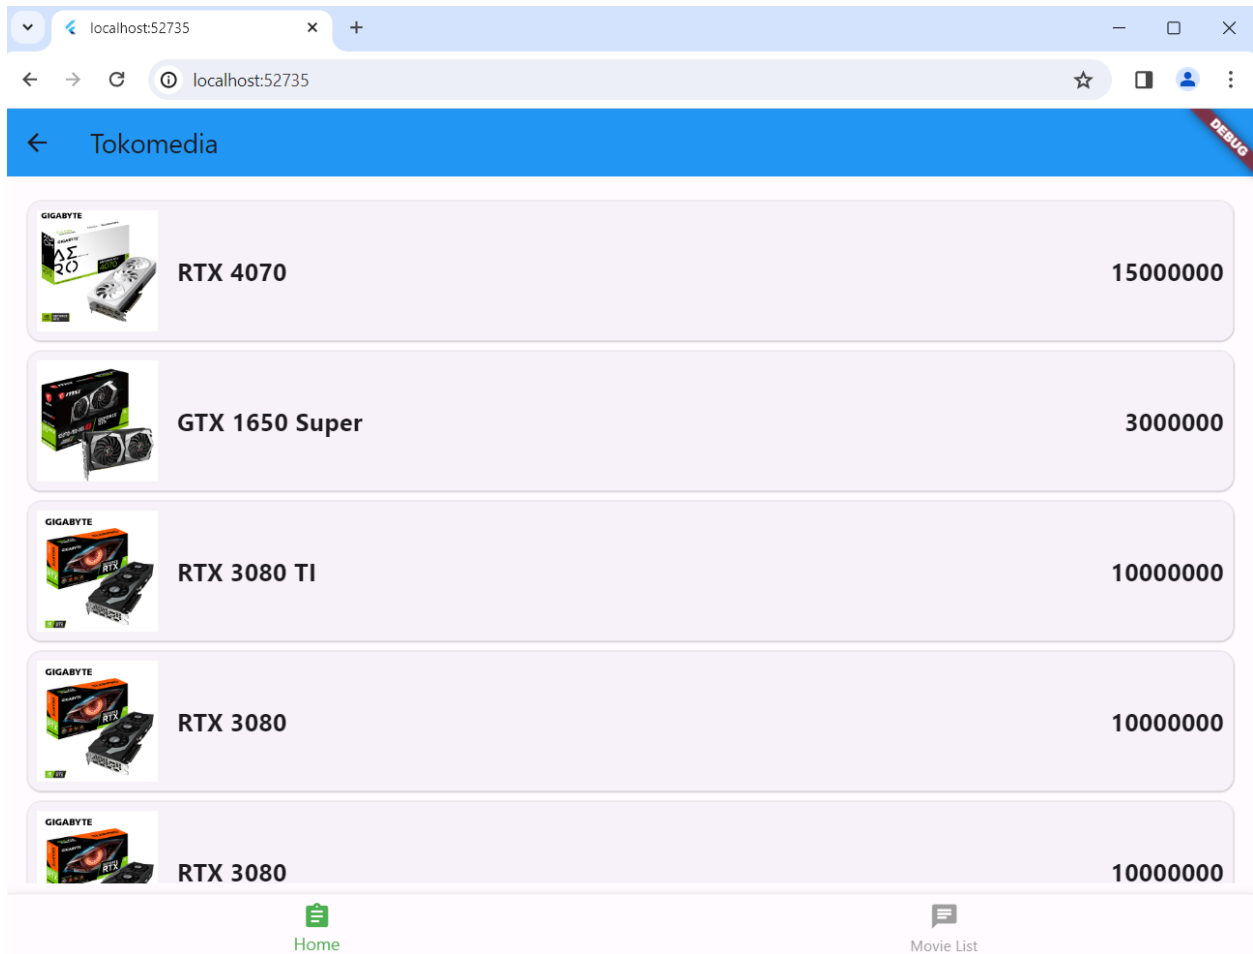 localhost:52735
localhost:52735
Tokomedia
DEBUG
GIGABYTE
4070
RTX 4070
15000000
GTX 1650 Super
3000000
GIGABYTE
RTX
RTX 3080 TI
10000000
GIGABYTE
RTX
RTX 3080
10000000
GIGABYTE
RTX
RTX 3080
10000000
Home
Movie List